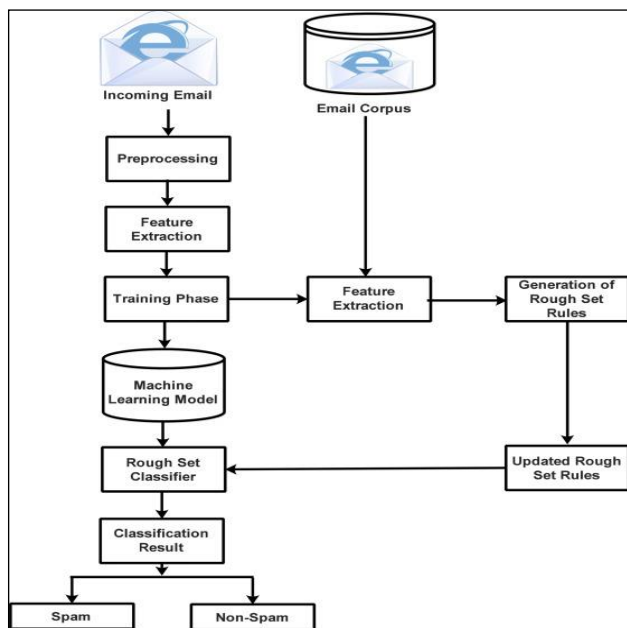 Incoming Email
Email Corpus
Preprocessing
Feature
Extraction
Training Phase
Feature
Extraction
Generation of
Rough Set
Rules
Machine
Learning Model
Rough Set
Classifier
Updated Rough
Set Rules
Classification
Result
Spam
Non-Spam